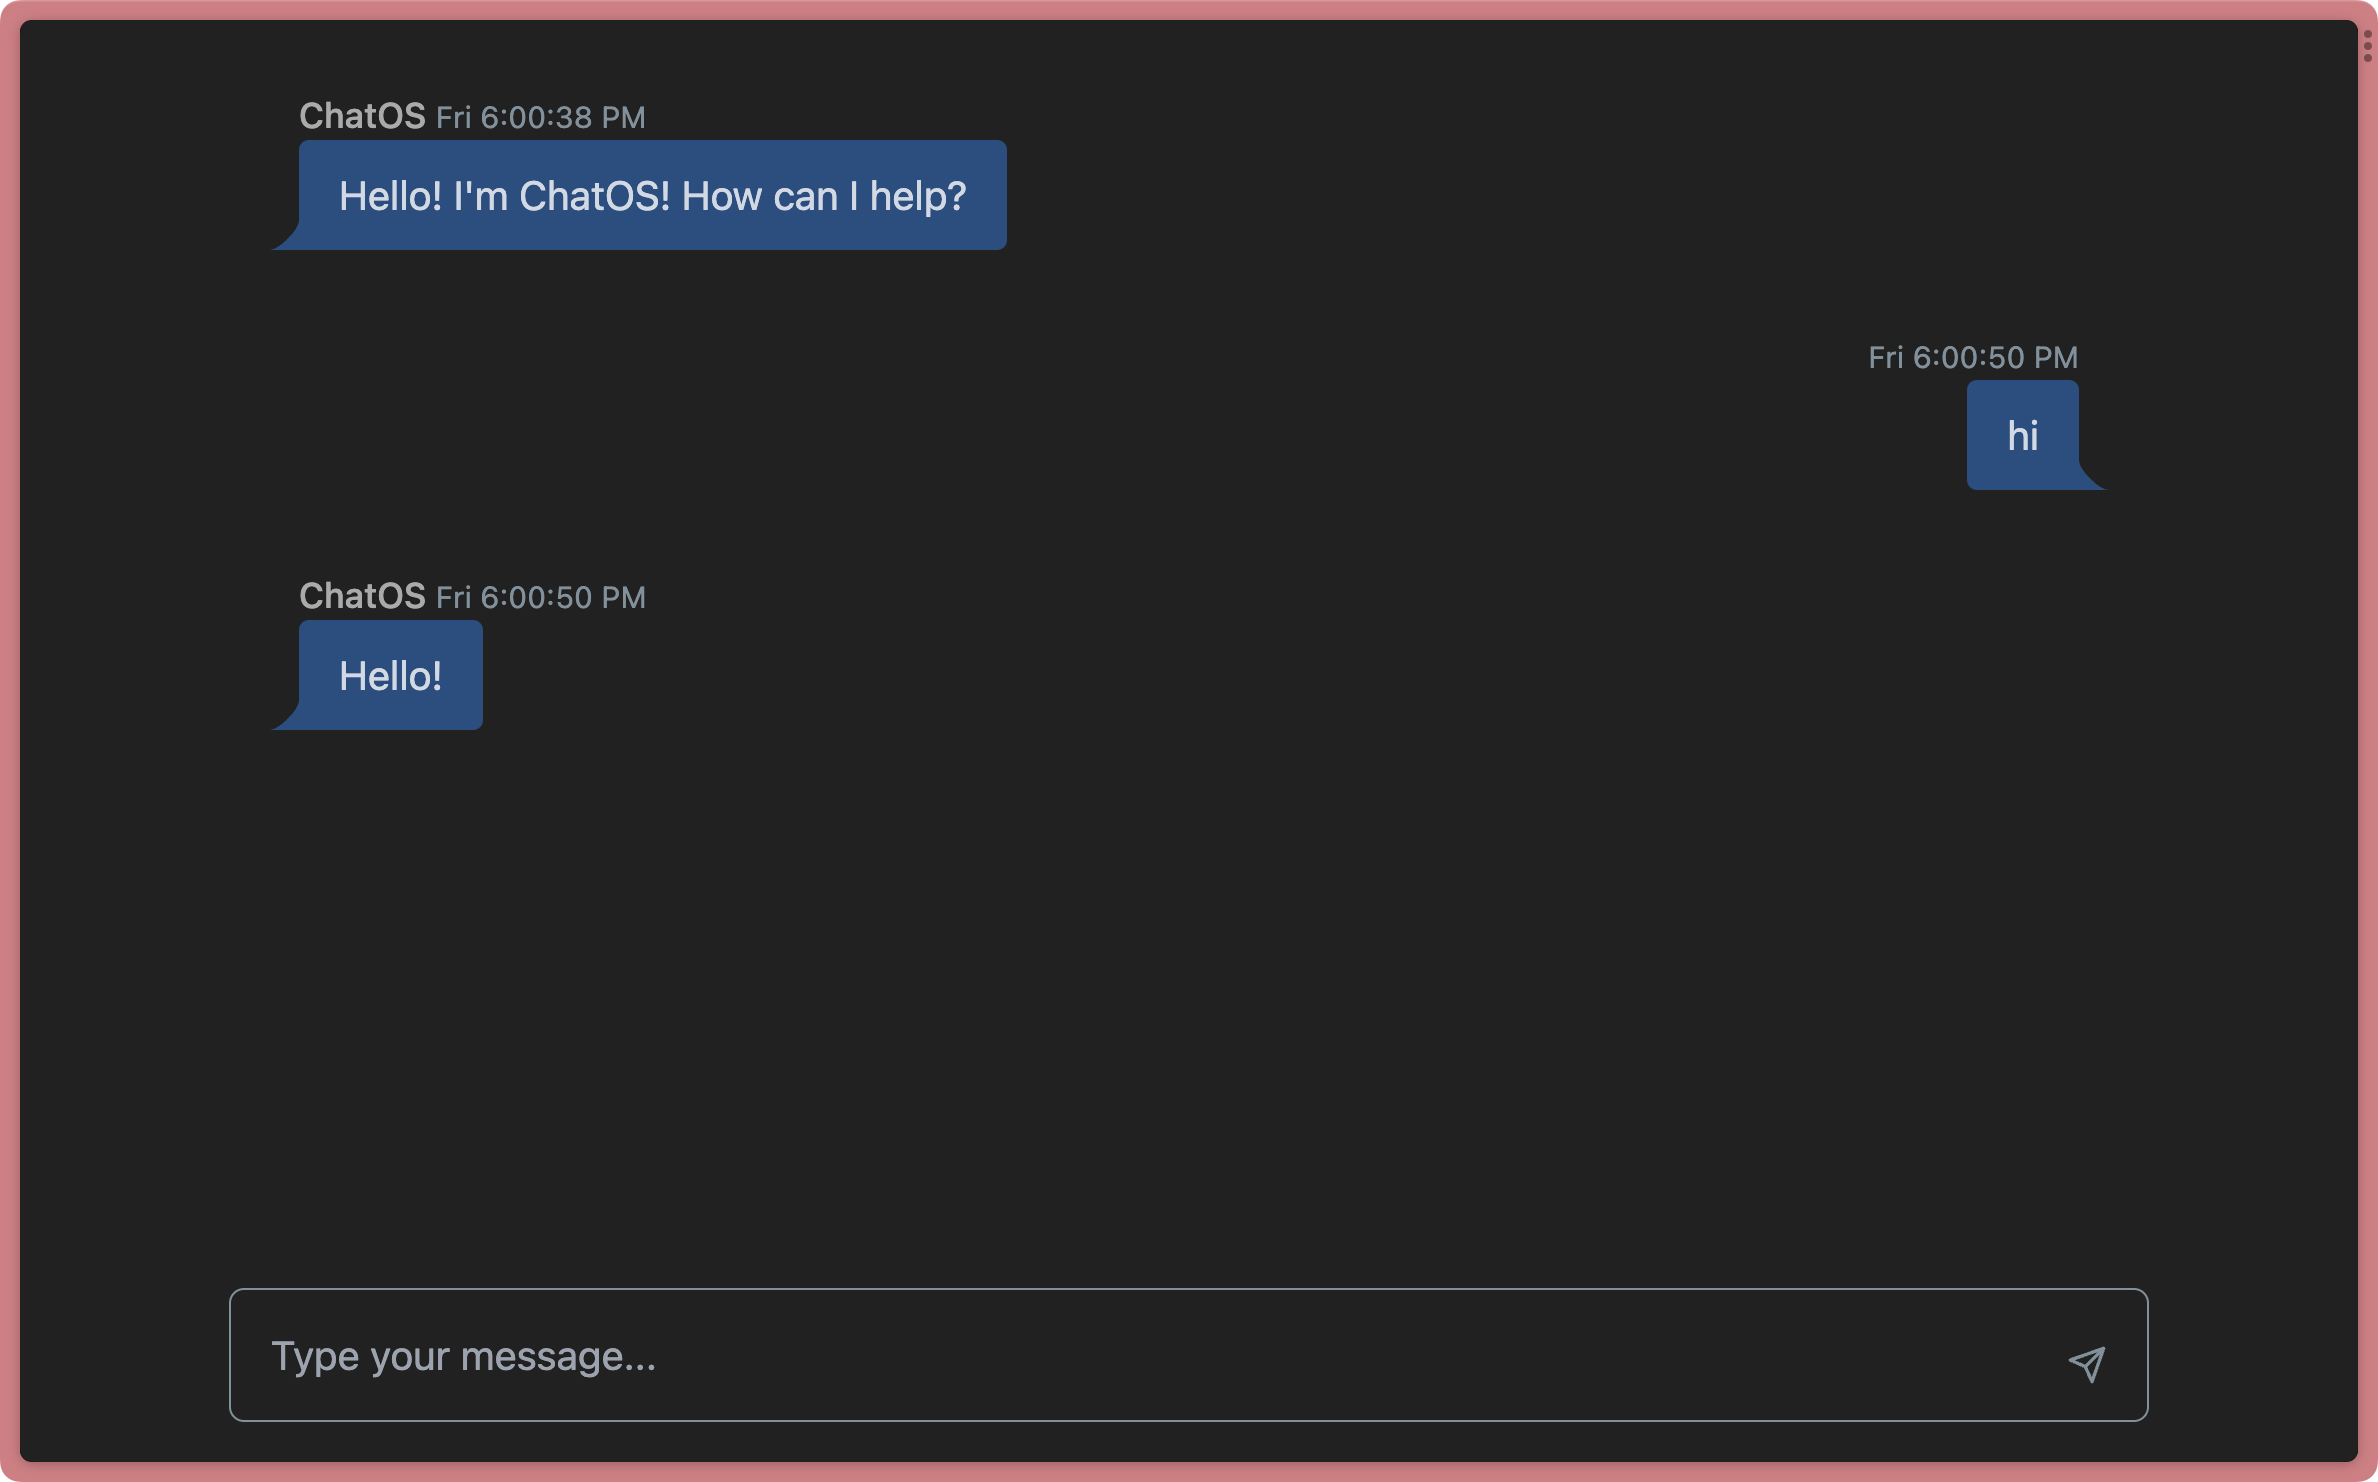 ChatOS Fri 6:00:38 PM
Hello! I'm ChatOS! How can I help?
Fri 6:00:50 PM
hi
ChatOS Fri 6:00:50 PM
Hello!
Type your message...